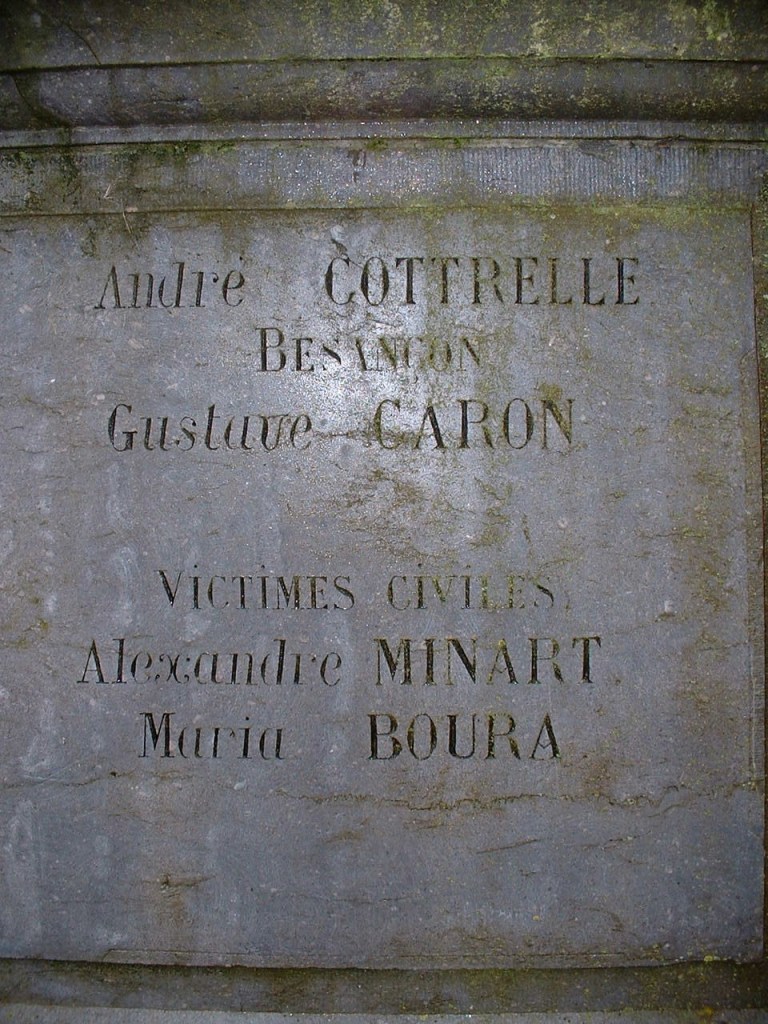 André COTTRELLE
BESANÇON
Gustave CARON
VICTIMES CIVILES
Alexandre MINART
Maria BOURA